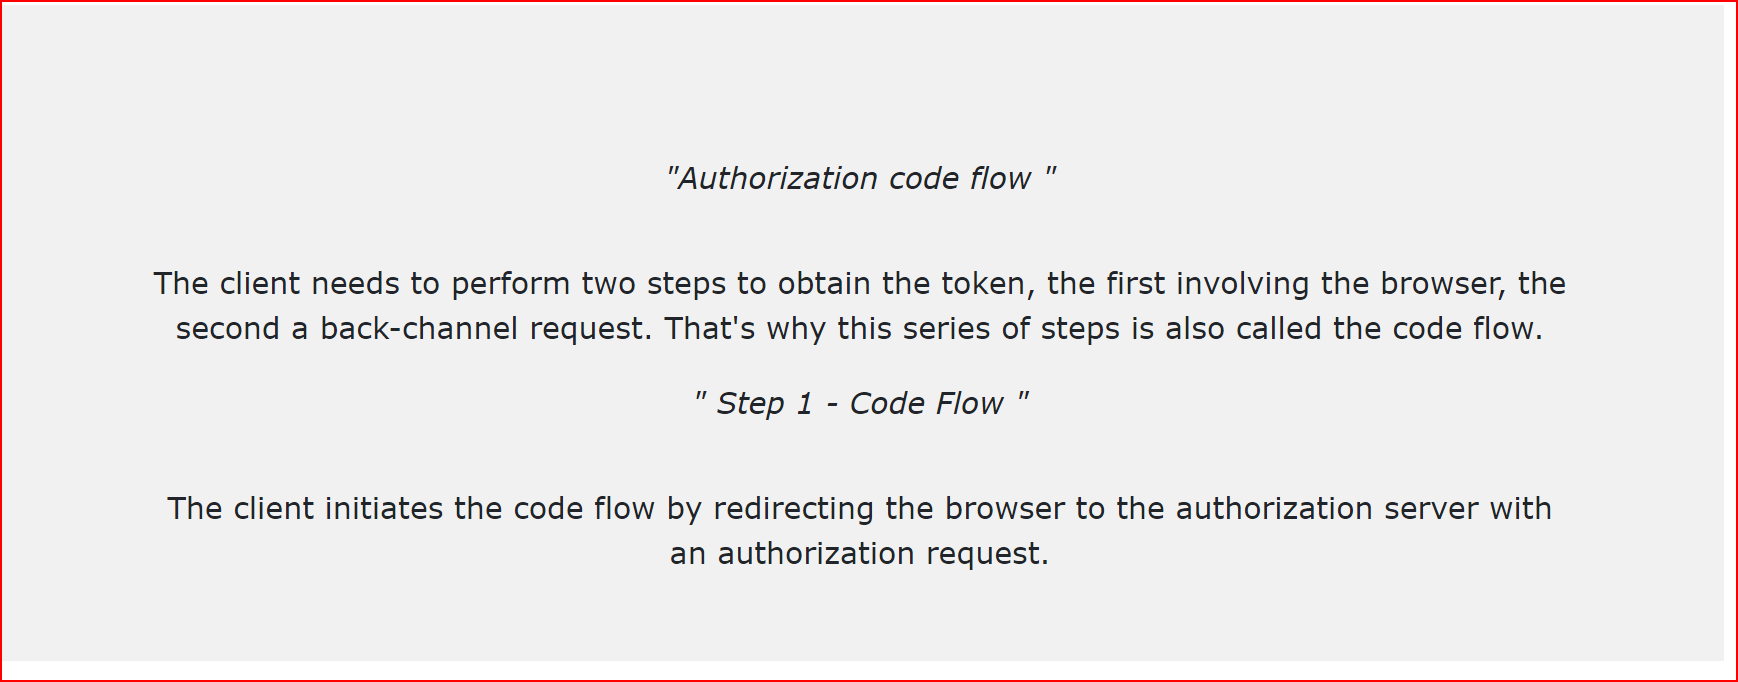 "Authorization code flow "
The client needs to perform two steps to obtain the token, the first involving the browser, the
second a back-channel request. That's why this series of steps is also called the code flow.
" Step 1 - Code Flow "
The client initiates the code flow by redirecting the browser to the authorization server with
an authorization request.